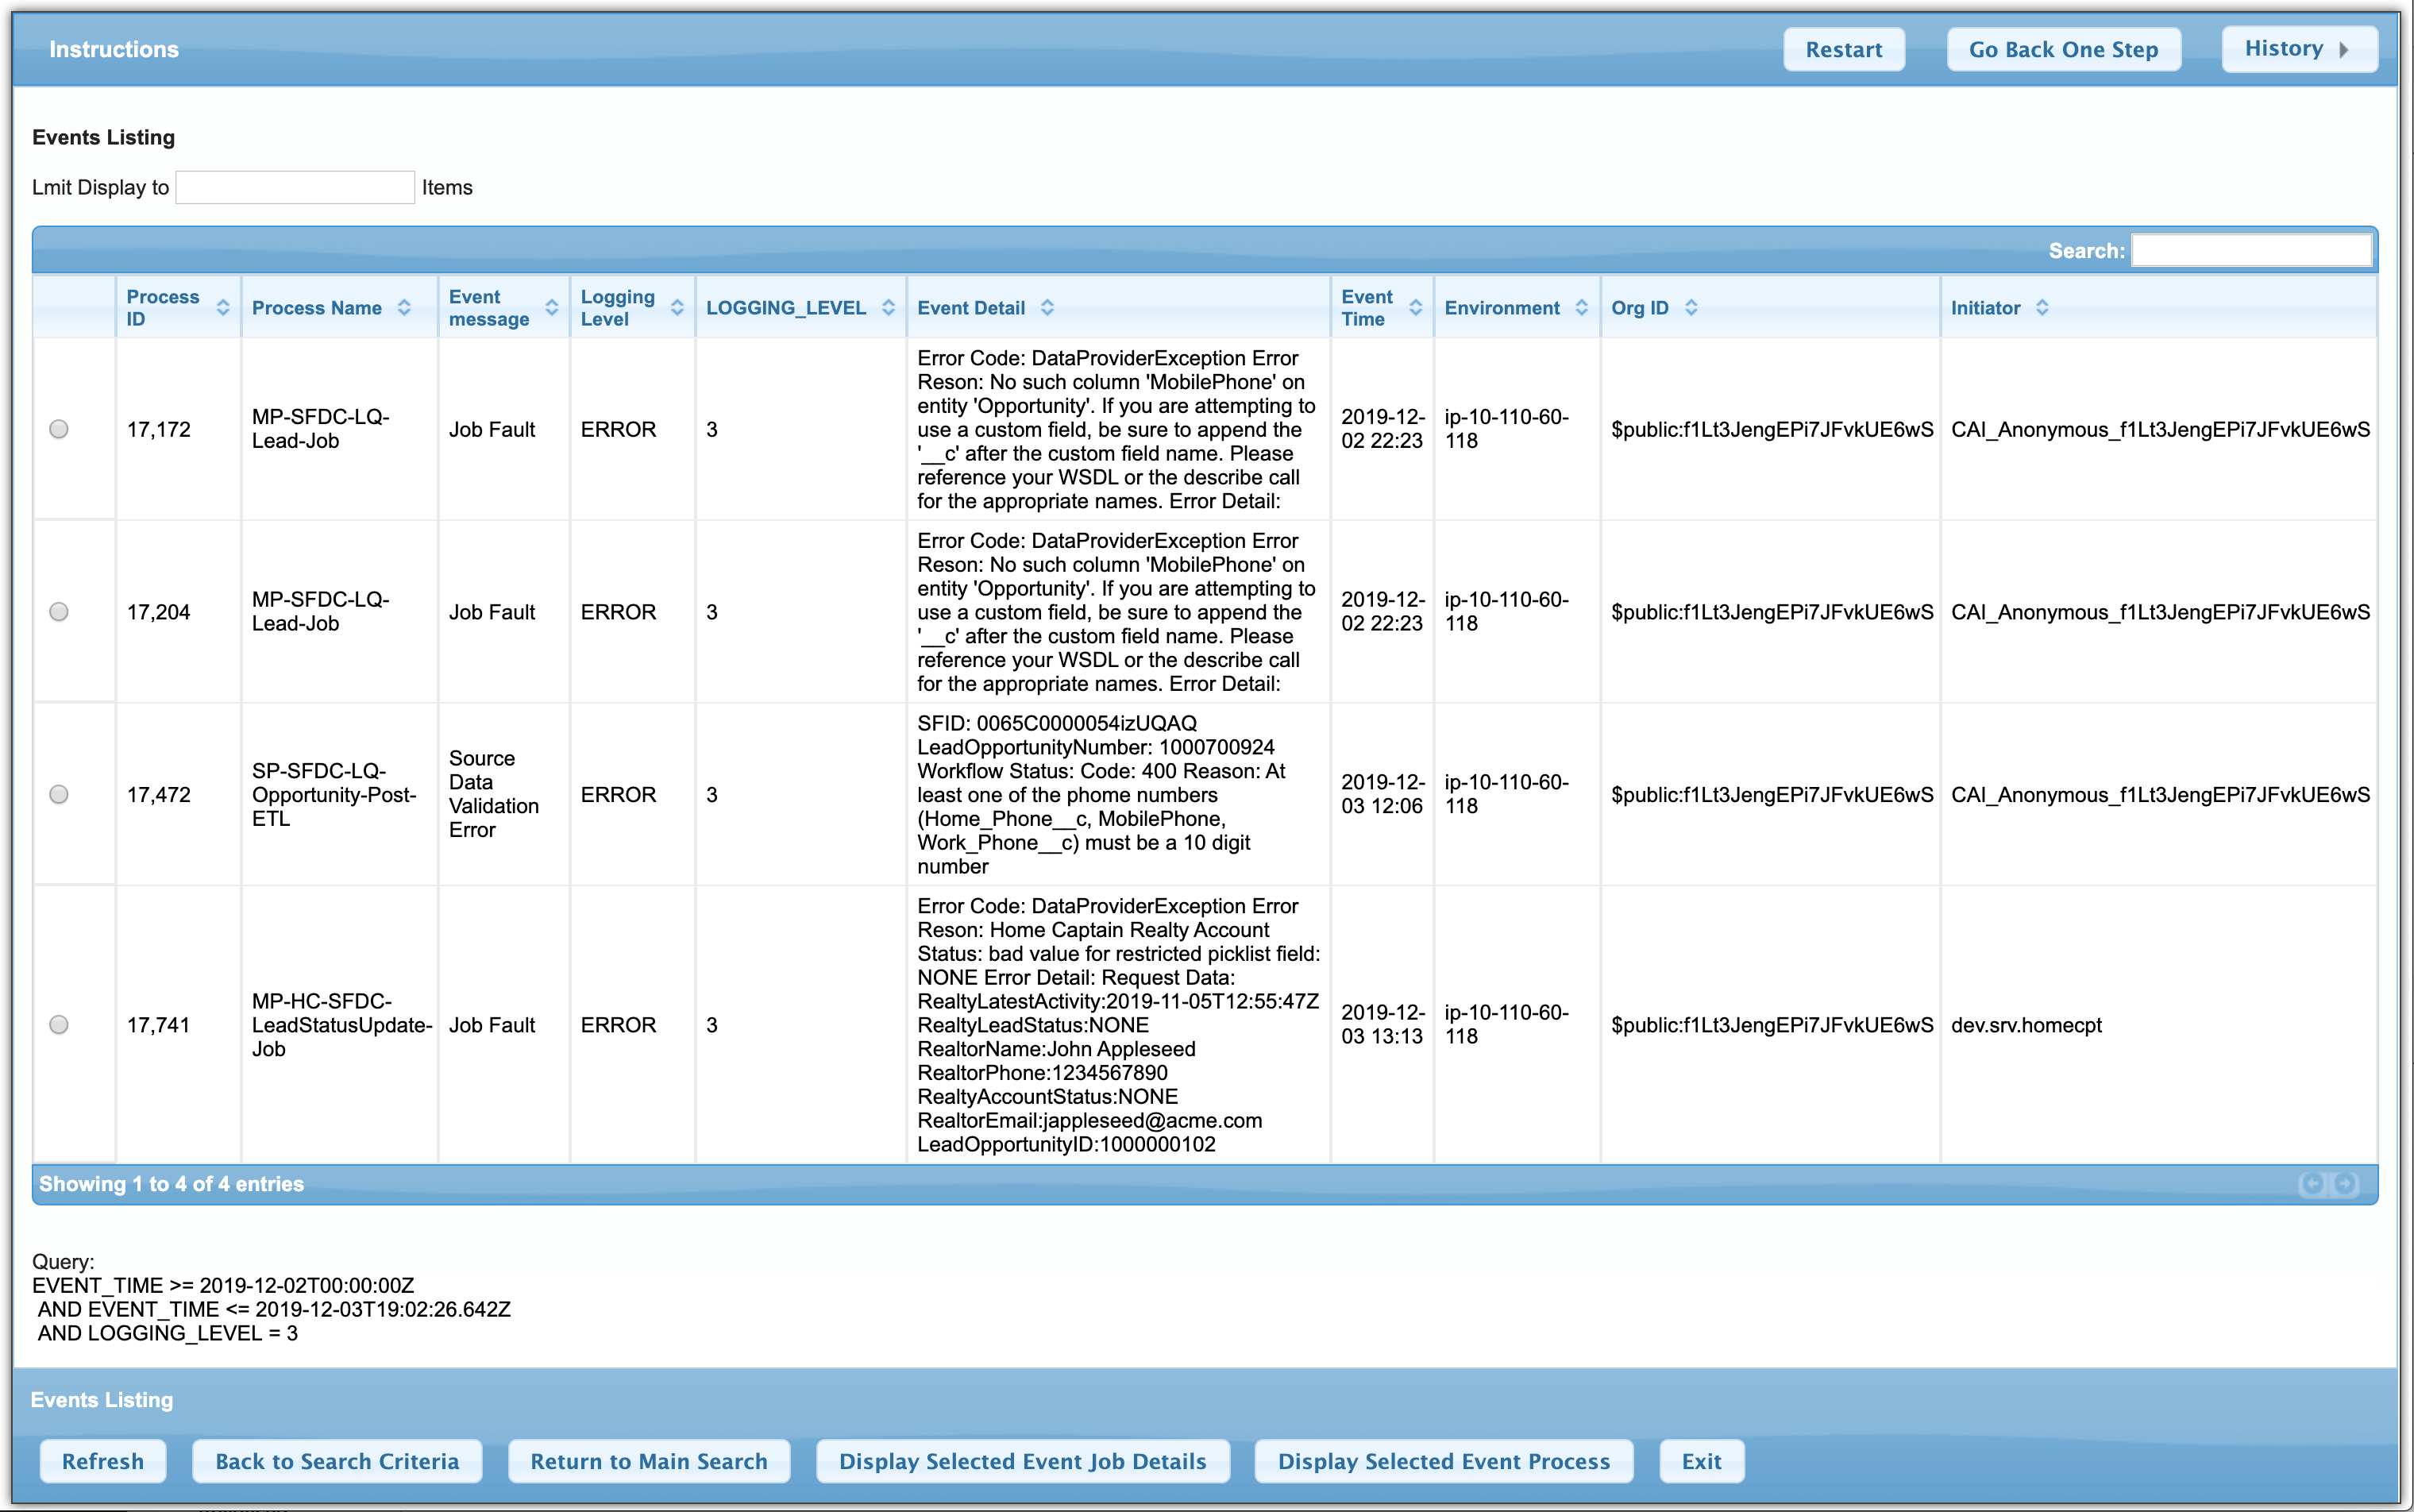 Instructions
Restart
Go Back One Step
History
Events Listing
Lmit Display to
Items
Search:
Process
ID
Process Name
Event
message
Logging
Level
LOGGING_LEVEL
Event Detail
Event
Time
Environment
Org ID
Initiator
17,172
MP-SFDC-LQ-
Lead-Job
Job Fault
ERROR
3
Error Code: DataProviderException Error
Reson: No such column 'MobilePhone' on
entity 'Opportunity'. If you are attempting to
use a custom field, be sure to append the
'__c' after the custom field name. Please
reference your WSDL or the describe call
for the appropriate names. Error Detail:
2019-12-
02 22:23
ip-10-110-60-
118
$public:f1Lt3JengEPi7JFvkUE6wS
CAI_Anonymous_f1Lt3JengEPi7JFvkUE6wS
17,204
MP-SFDC-LQ-
Lead-Job
Job Fault
ERROR
3
Error Code: DataProviderException Error
Reson: No such column 'MobilePhone' on
entity 'Opportunity'. If you are attempting to
use a custom field, be sure to append the
'__c' after the custom field name. Please
reference your WSDL or the describe call
for the appropriate names. Error Detail:
2019-12-
02 22:23
ip-10-110-60-
118
$public:f1Lt3JengEPi7JFvkUE6wS
CAI_Anonymous_f1Lt3JengEPi7JFvkUE6wS
17,472
SP-SFDC-LQ-
Opportunity-Post-
ETL
Source
Data
Validation
Error
ERROR
3
SFID: 0065C0000054izUQAQ
LeadOpportunityNumber: 1000700924
Workflow Status: Code: 400 Reason: At
least one of the phome numbers
(Home_Phone__c, MobilePhone,
Work_Phone__c) must be a 10 digit
number
2019-12-
03 12:06
ip-10-110-60-
118
$public:f1Lt3JengEPi7JFvkUE6wS
CAI_Anonymous_f1Lt3JengEPi7JFvkUE6wS
17,741
MP-HC-SFDC-
LeadStatusUpdate-
Job
Job Fault
ERROR
3
Error Code: DataProviderException Error
Reson: Home Captain Realty Account
Status: bad value for restricted picklist field:
NONE Error Detail: Request Data:
RealtyLatestActivity:2019-11-05T12:55:47Z
RealtyLeadStatus:NONE
RealtorName:John Appleseed
RealtorPhone:1234567890
RealtyAccountStatus:NONE
RealtorEmail:jappleseed@acme.com
LeadOpportunityID:1000000102
2019-12-
03 13:13
ip-10-110-60-
118
$public:f1Lt3JengEPi7JFvkUE6wS
dev.srv.homecpt
Showing 1 to 4 of 4 entries
Query:
EVENT_TIME >= 2019-12-02T00:00:00Z
AND EVENT_TIME <= 2019-12-03T19:02:26.642Z
AND LOGGING_LEVEL = 3
Events Listing
Refresh
Back to Search Criteria
Return to Main Search
Display Selected Event Job Details
Display Selected Event Process
Exit